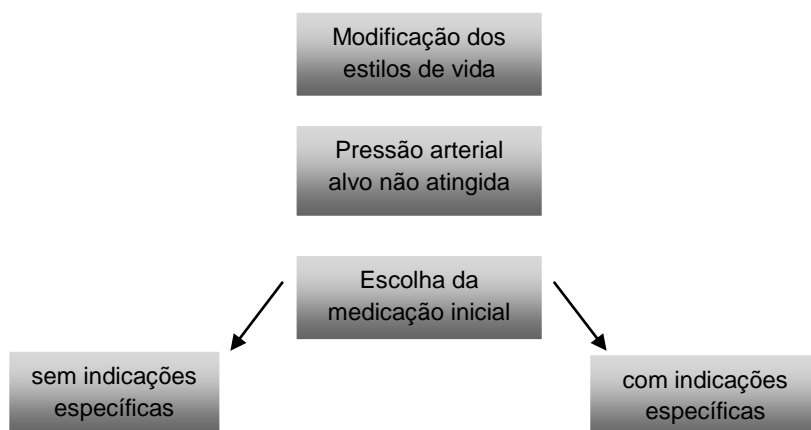 Modificação dos
estilos de vida
Pressão arterial
alvo não atingida
Escolha da
medicação inicial
sem indicações
específicas
com indicações
específicas